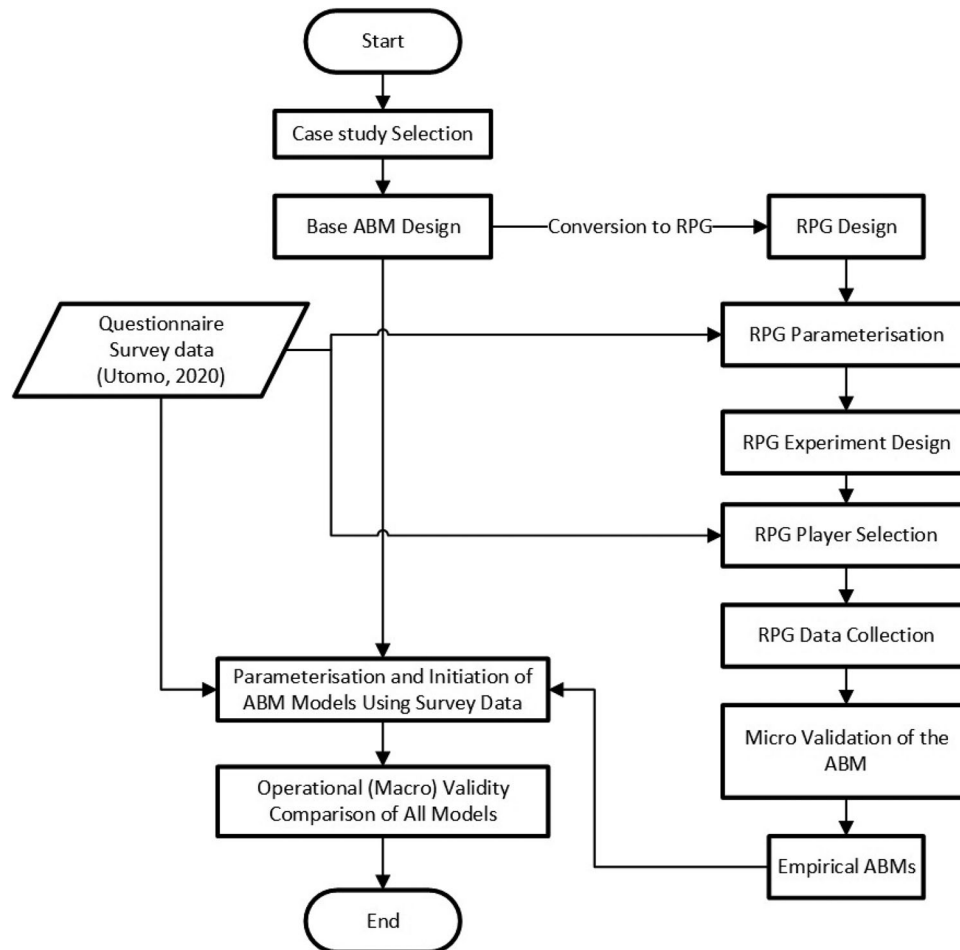 Start
Case study Selection
Base ABM Design
Conversion to RPG
RPG Design
Questionnaire
Survey data
(Utomo, 2020)
RPG Parameterisation
RPG Experiment Design
RPG Player Selection
RPG Data Collection
Parameterisation and Initiation of
ABM Models Using Survey Data
Micro Validation of the
ABM
Operational (Macro) Validity
Comparison of All Models
Empirical ABMs
End